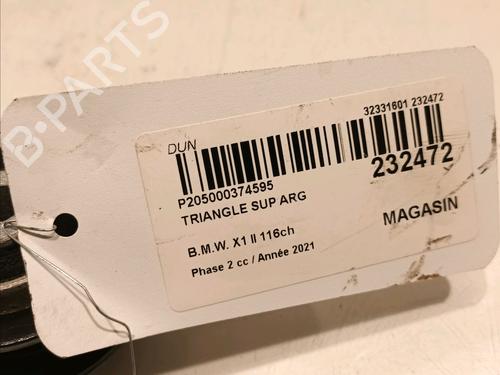 B-PARTS
DUN
32331601 232472
P205000374595
232472
TRIANGLE SUP ARG
MAGASIN
B.M.W. X1 II 116ch
Phase 2 cc / Année 2021